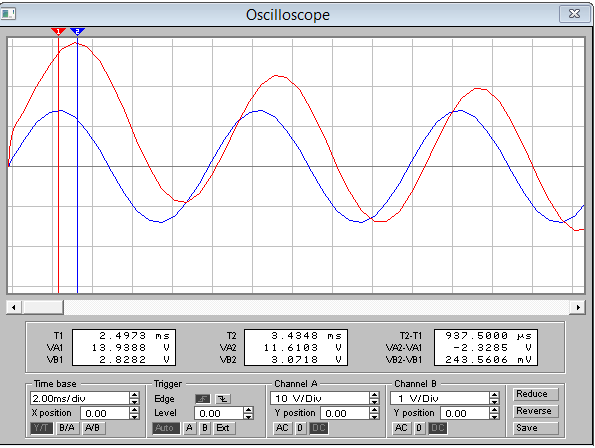 Oscilloscope
1 2
T1 2.4973 ms T2 3.4348 ms T2-T1 937.5000 µs
VA1 13.9388 V VA2 11.6103 V VA2-VA1 -2.3285 V
VB1 2.8282 V VB2 3.0718 V VB2-VB1 243.5606 mV
Time base Trigger Channel A Channel B
2.00ms/div Edge 10 V/Div 1 V/Div Reduce
X position 0.00 Level 0.00 Y position 0.00 Y position 0.00 Reverse
Y/T B/A A/B Auto A B Ext AC 0 DC AC 0 DC Save